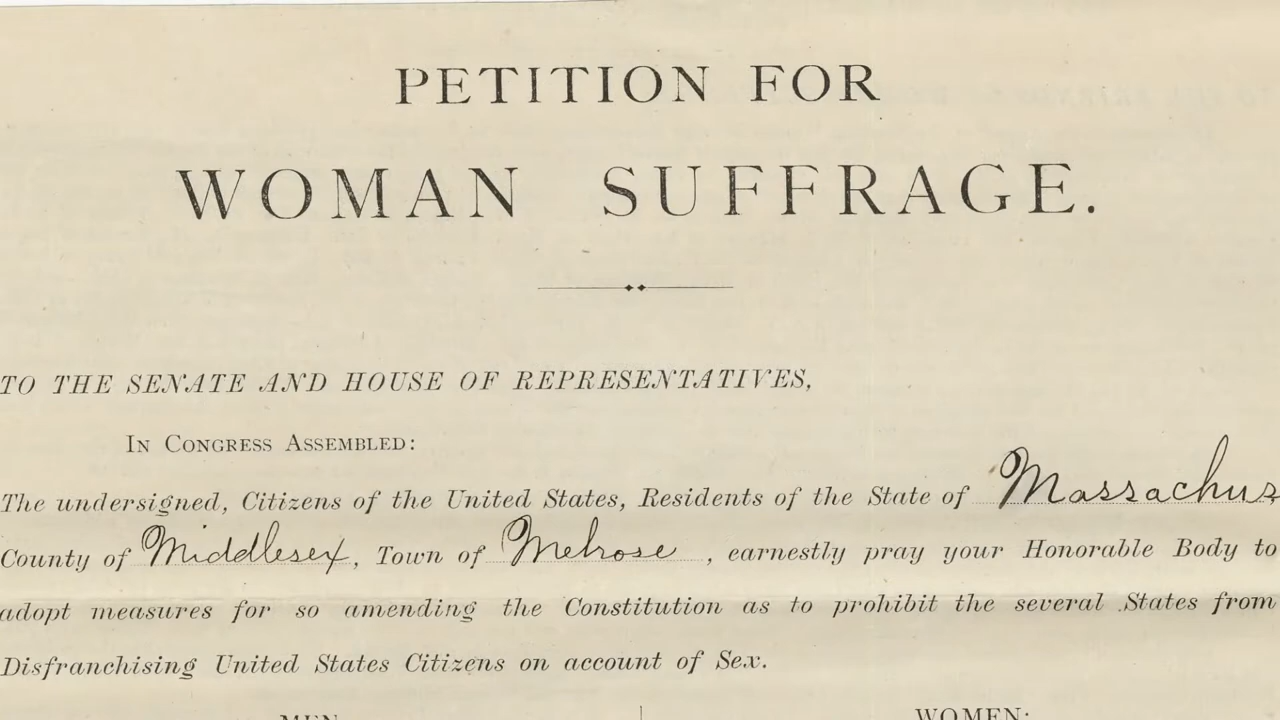 PETITION FOR
WOMAN SUFFRAGE.
TO THE SENATE AND HOUSE OF REPRESENTATIVES,
IN CONGRESS ASSEMBLED:
The undersigned, Citizens of the United States, Residents of the State of Massachus
County of Middlesex, Town of Melrose, earnestly pray your Honorable Body to
adopt measures for so amending the Constitution as to prohibit the several States from
Disfranchising United States Citizens on account of Sex.
MEN WOMEN: